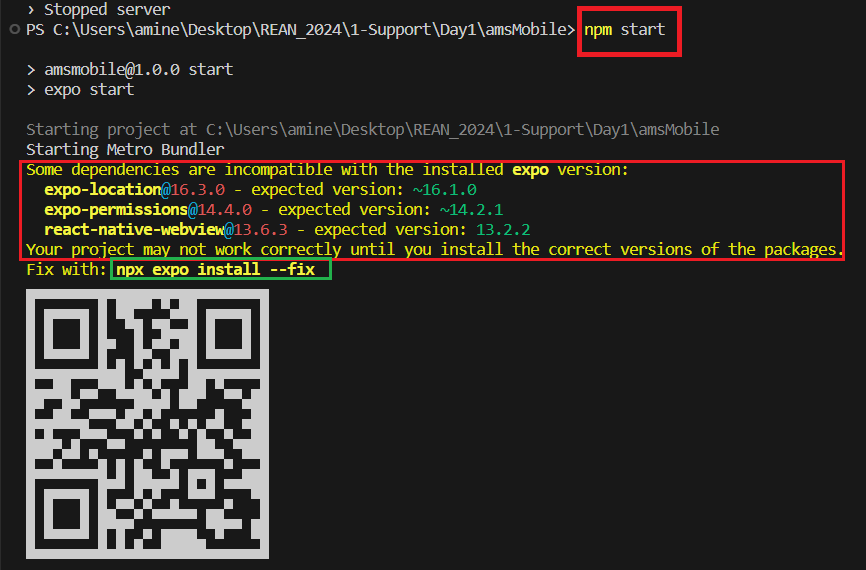 › Stopped server
PS C:\Users\amine\Desktop\REAN_2024\1-Support\Day1\amsMobile> npm start
> amsmobile@1.0.0 start
> expo start
Starting project at C:\Users\amine\Desktop\REAN_2024\1-Support\Day1\amsMobile
Starting Metro Bundler
Some dependencies are incompatible with the installed expo version:
expo-location@16.3.0 - expected version: ~16.1.0
expo-permissions@14.4.0 - expected version: ~14.2.1
react-native-webview@13.6.3 - expected version: 13.2.2
Your project may not work correctly until you install the correct versions of the packages.
Fix with: npx expo install --fix